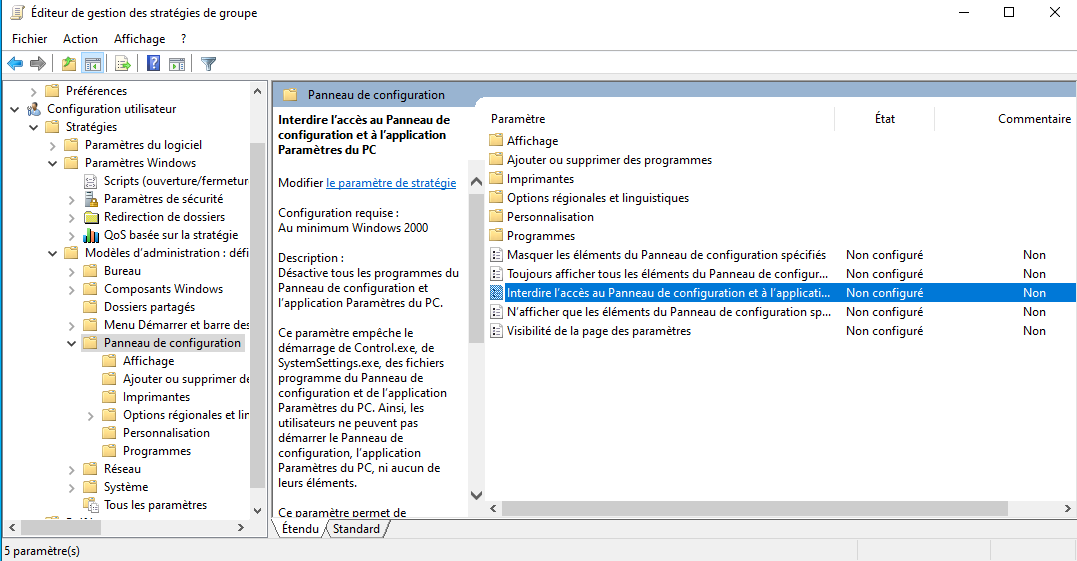 Éditeur de gestion des stratégies de groupe
Fichier Action Affichage ?
Préférences
Configuration utilisateur
Stratégies
Paramètres du logiciel
Paramètres Windows
Scripts (ouverture/fermetur
Paramètres de sécurité
Redirection de dossiers
QoS basée sur la stratégie
Modèles d'administration : défi
Bureau
Composants Windows
Dossiers partagés
Menu Démarrer et barre des
Panneau de configuration
Affichage
Ajouter ou supprimer de
Imprimantes
Options régionales et lin
Personnalisation
Programmes
Réseau
Système
Tous les paramètres
Panneau de configuration
Interdire l'accès au Panneau de
configuration et à l'application
Paramètres du PC
Modifier le paramètre de stratégie
Configuration requise :
Au minimum Windows 2000
Description :
Désactive tous les programmes du
Panneau de configuration et
l'application Paramètres du PC.
Ce paramètre empêche le
démarrage de Control.exe, de
SystemSettings.exe, des fichiers
programme du Panneau de
configuration et de l'application
Paramètres du PC. Ainsi, les
utilisateurs ne peuvent pas
démarrer le Panneau de
configuration, l'application
Paramètres du PC, ni aucun de
leurs éléments.
Ce paramètre permet de
Paramètre État Commentaire
Affichage
Ajouter ou supprimer des programmes
Imprimantes
Options régionales et linguistiques
Personnalisation
Programmes
Masquer les éléments du Panneau de configuration spécifiés Non configuré Non
Toujours afficher tous les éléments du Panneau de configur... Non configuré Non
Interdire l'accès au Panneau de configuration et à l'applicati... Non configuré Non
N'afficher que les éléments du Panneau de configuration sp... Non configuré Non
Visibilité de la page des paramètres Non configuré Non
Étendu Standard
5 paramètre(s)